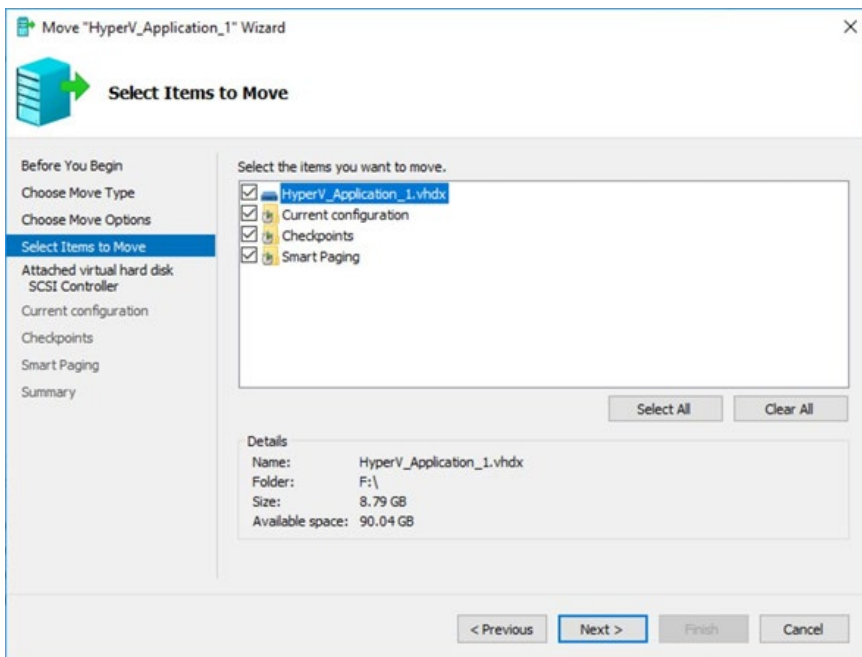 Move "HyperV_Application_1" Wizard
Select Items to Move
Before You Begin
Choose Move Type
Choose Move Options
Select Items to Move
Attached virtual hard disk
SCSI Controller
Current configuration
Checkpoints
Smart Paging
Summary
Select the items you want to move.
HyperV_Application_1.vhdx
Current configuration
Checkpoints
Smart Paging
Select All Clear All
Details
Name: HyperV_Application_1.vhdx
Folder: F:\
Size: 8.79 GB
Available space: 90.04 GB
< Previous Next > Finish Cancel